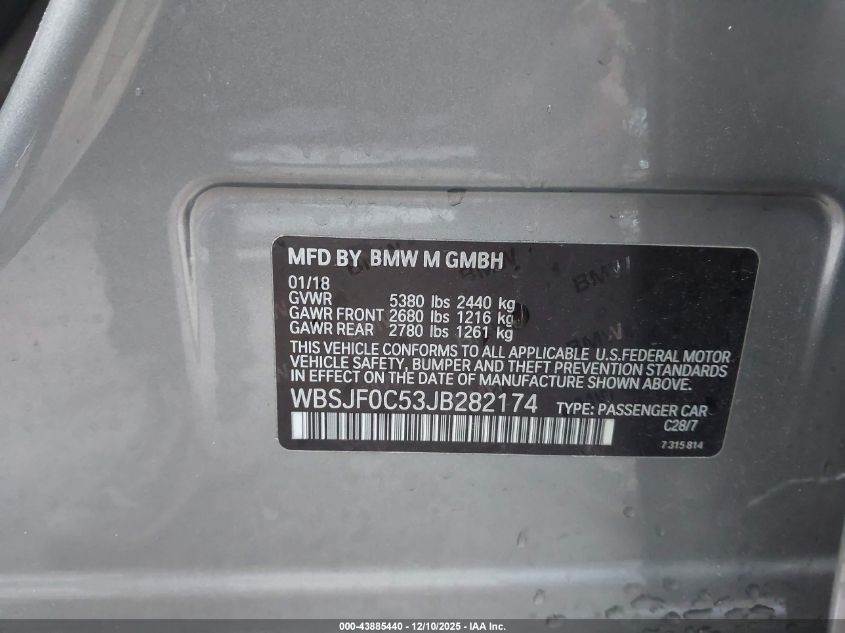 MFD BY BMW M GMBH
01/18
GVWR 5380 lbs 2440 kg
GAWR FRONT 2680 lbs 1216 kg
GAWR REAR 2780 lbs 1261 kg
THIS VEHICLE CONFORMS TO ALL APPLICABLE U.S.FEDERAL MOTOR
VEHICLE SAFETY, BUMPER AND THEFT PREVENTION STANDARDS
IN EFFECT ON THE DATE OF MANUFACTURE SHOWN ABOVE.
WBSJF0C53JB282174 TYPE: PASSENGER CAR
C28/7
7 315 814
000-43885440 - 12/10/2025 - IAA Inc.